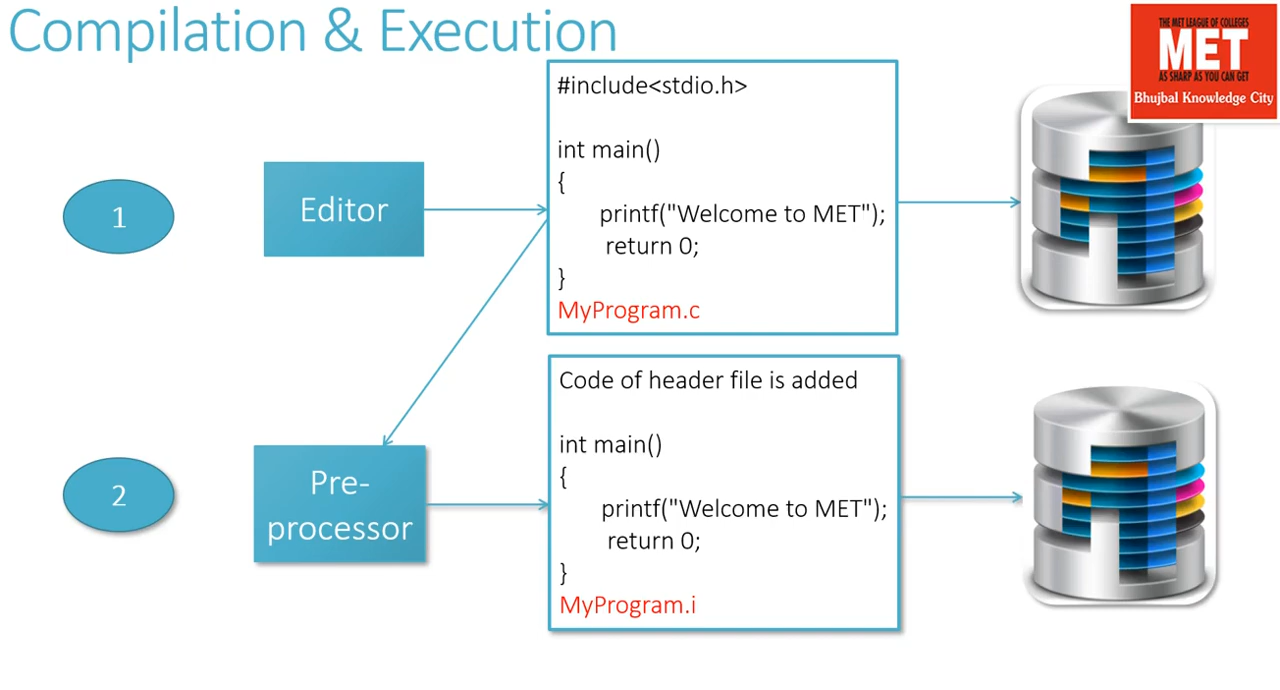 Compilation & Execution
THE MET LEAGUE OF COLLEGES
MET
AS SHARP AS YOU CAN GET
Bhujbal Knowledge City
1
Editor
#include<stdio.h>
int main()
{
printf("Welcome to MET");
return 0;
}
MyProgram.c
2
Pre-
processor
Code of header file is added
int main()
{
printf("Welcome to MET");
return 0;
}
MyProgram.i